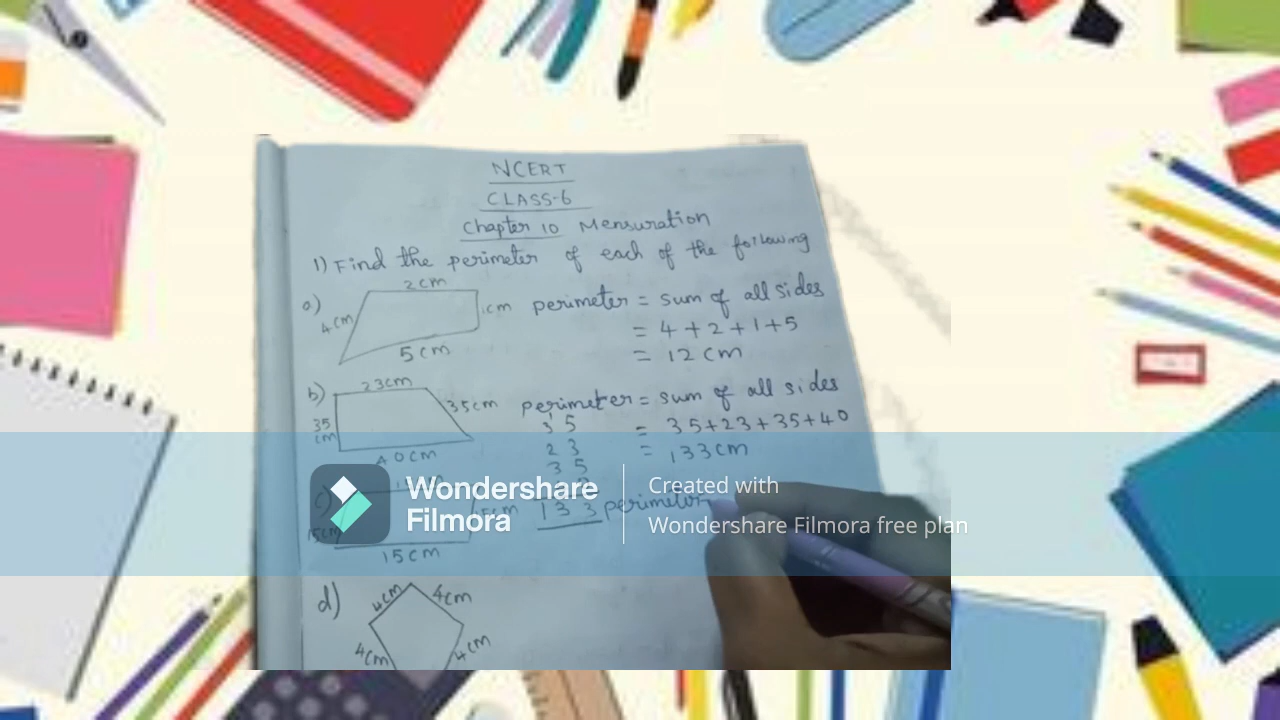 NCERT
CLASS-6
Chapter 10 Mensuration
1) Find the perimeter of each of the following
a) 2cm
4cm
cm
5cm
perimeter = sum of all sides
= 4+2+1+5
= 12cm
b) 23cm
35cm
35
cm
40cm
perimeter = sum of all sides
= 35+23+35+40
= 133cm
35
23
35
133
c)
15cm
15cm
perimeter
d) 4cm
4cm
4cm
4cm
Wondershare
Filmora
Created with
Wondershare Filmora free plan